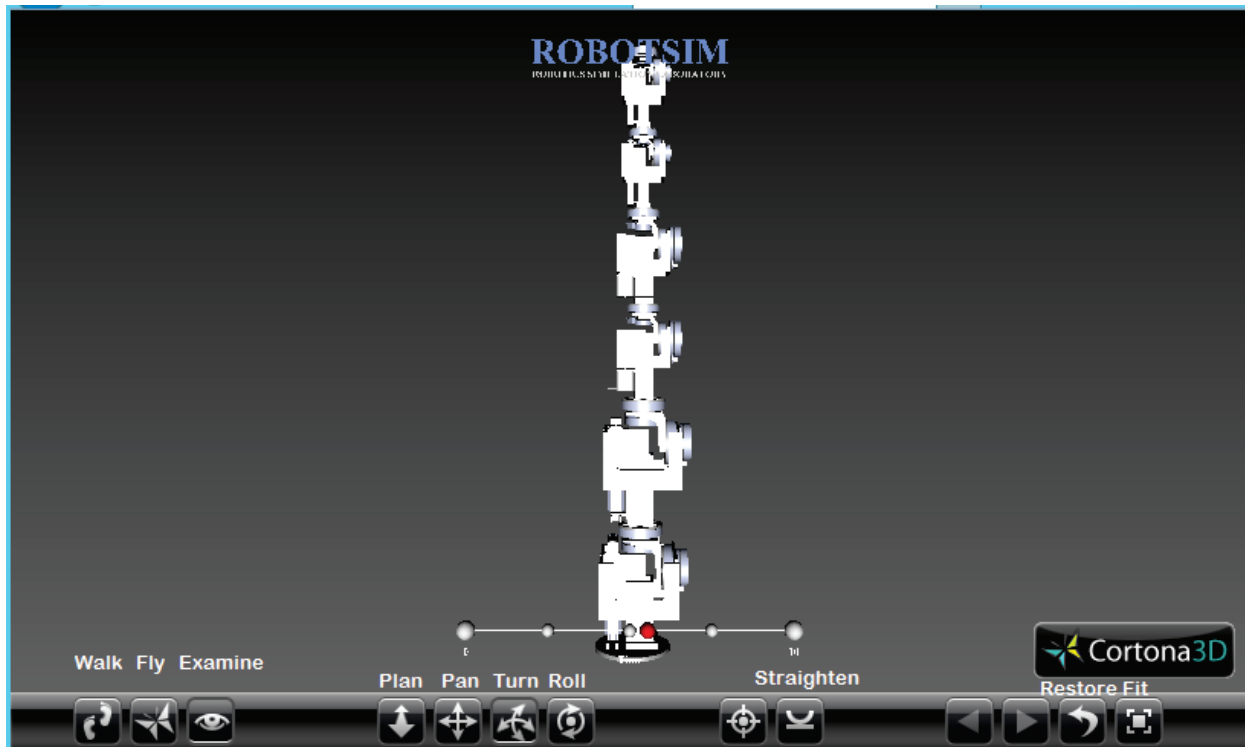 ROBOTSIM
Walk Fly Examine
Plan Pan Turn Roll
Straighten
Cortona3D
Restore Fit